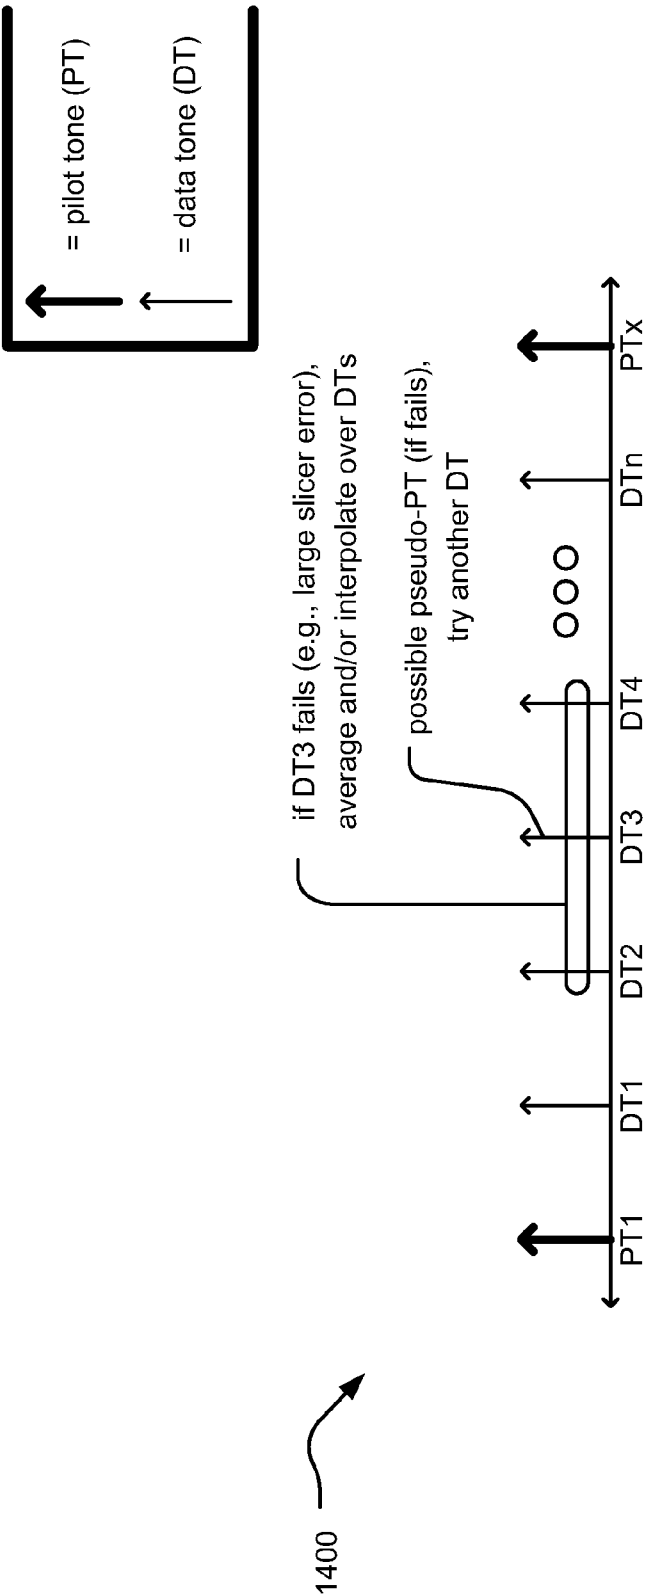 = pilot tone (PT)
= data tone (DT)
if DT3 fails (e.g., large slicer error),
average and/or interpolate over DTs
possible pseudo-PT (if fails),
try another DT
PT1 DT1 DT2 DT3 DT4 DTn PTx
1400